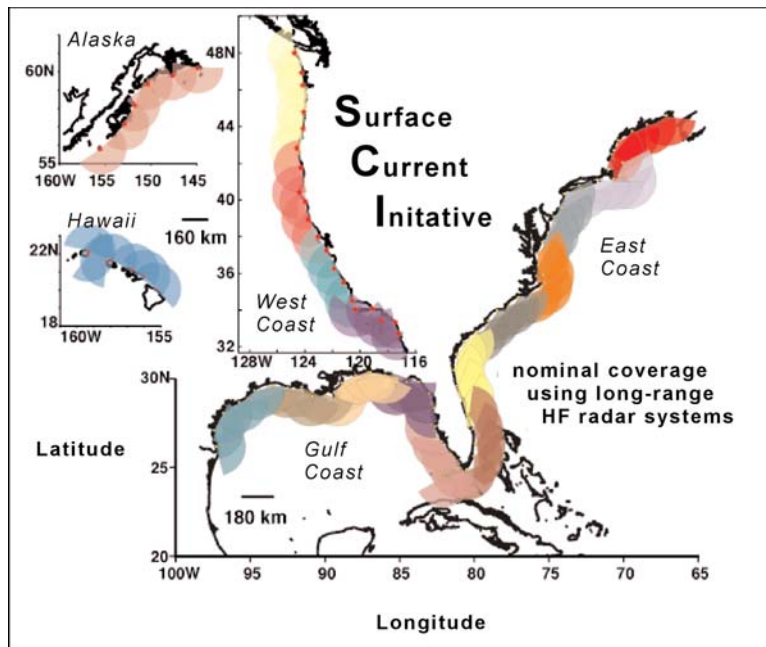 Alaska
60N
55
160W 155 150 145
Hawaii
160 km
22N
18
160W 155
48N
44
40
36
32
128W 124 120 116
West
Coast
Surface
Current
Initative
East
Coast
nominal coverage
using long-range
HF radar systems
30N
25
20
Latitude
Gulf
Coast
180 km
100W 95 90 85 80 75 70 65
Longitude